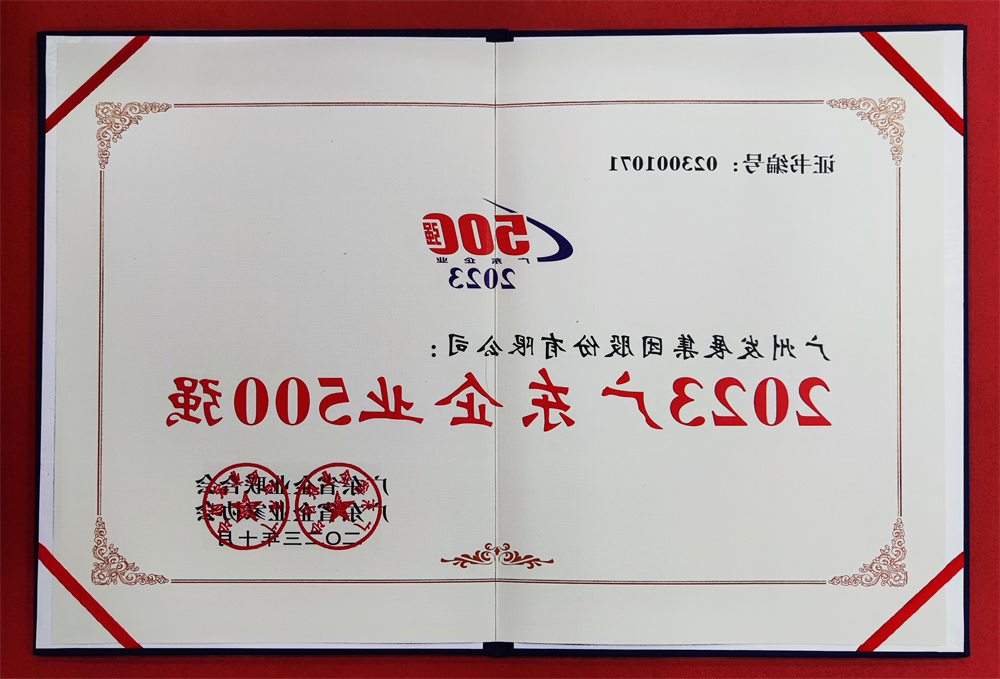 证书编号：023001071
500强
广东企业
2023
广州发展集团股份有限公司：
2023广东企业500强
广东省企业联合会
广东省企业家协会
二〇二三年十月